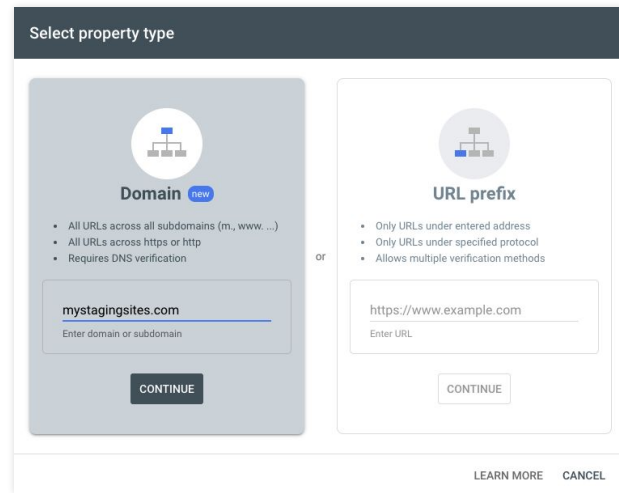 Select property type
Domain new
• All URLs across all subdomains (m., www. ...)
• All URLs across https or http
• Requires DNS verification
mystagingsites.com
Enter domain or subdomain
CONTINUE
or
URL prefix
• Only URLs under entered address
• Only URLs under specified protocol
• Allows multiple verification methods
https://www.example.com
Enter URL
CONTINUE
LEARN MORE CANCEL